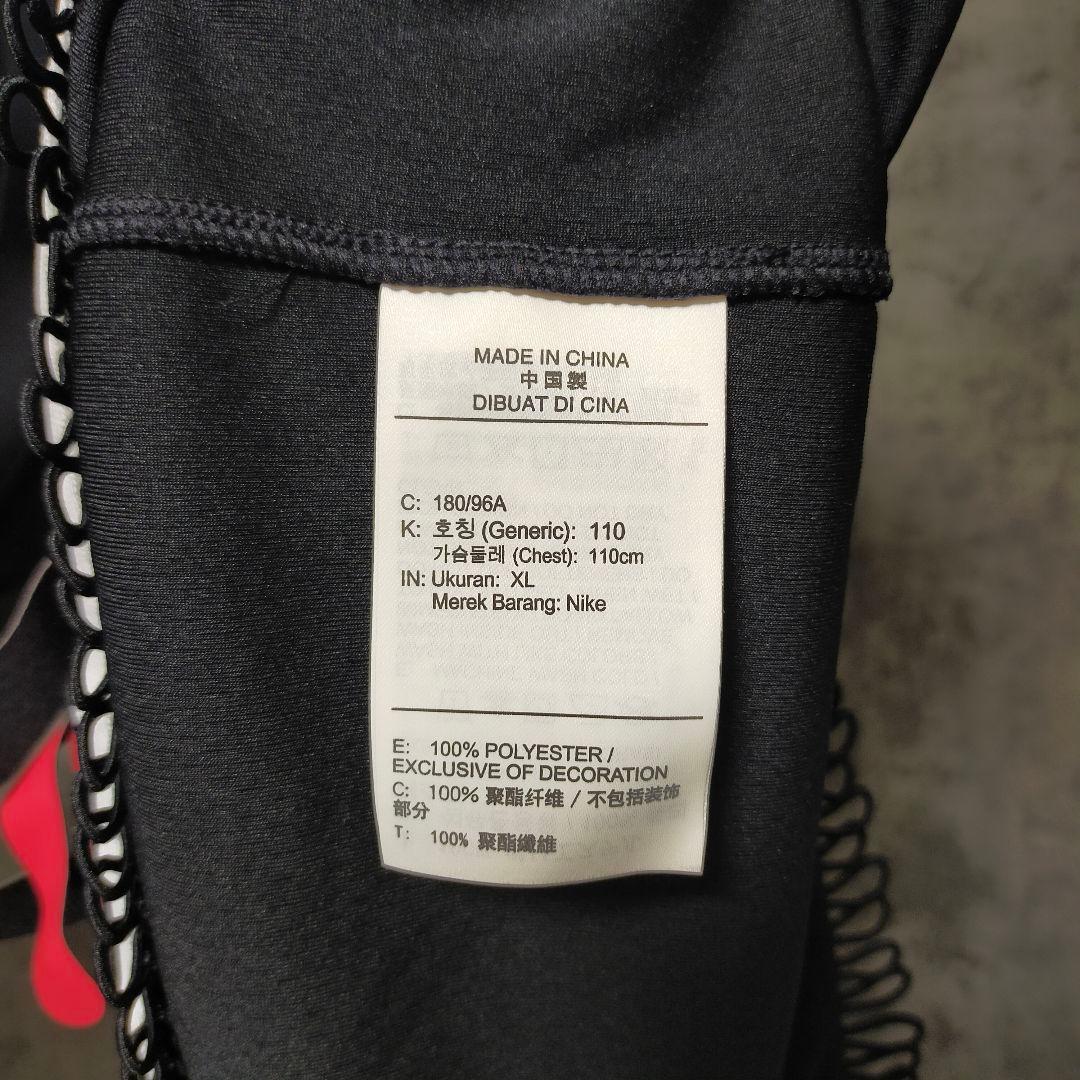 MADE IN CHINA
中国製
DIBUAT DI CINA
C: 180/96A
K: 호칭 (Generic): 110
가슴둘레 (Chest): 110cm
IN: Ukuran: XL
Merek Barang: Nike
E: 100% POLYESTER /
EXCLUSIVE OF DECORATION
C: 100% 聚酯纤维 / 不包括装饰
部分
T: 100% 聚酯纖維